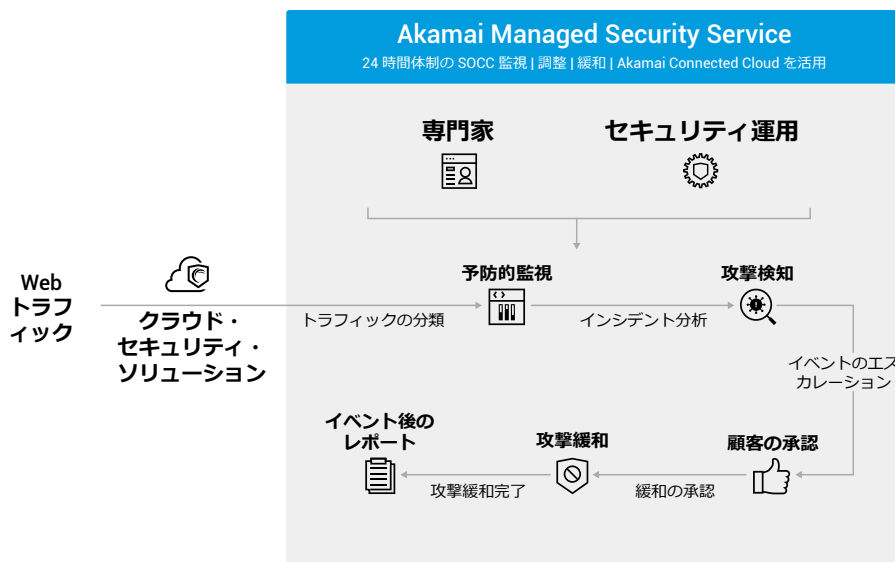 Akamai Managed Security Service
24 時間体制の SOCC 監視 | 調整 | 緩和 | Akamai Connected Cloud を活用
専門家
セキュリティ運用
Web
トラフ
ィック
クラウド・
セキュリティ・
ソリューション
トラフィックの分類
予防的監視
インシデント分析
攻撃検知
イベントのエス
カレーション
顧客の承認
緩和の承認
攻撃緩和
攻撃緩和完了
イベント後の
レポート